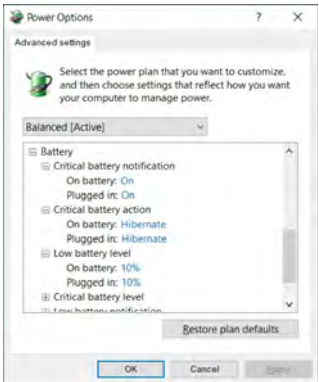 Power Options
Advanced settings
Select the power plan that you want to customize,
and then choose settings that reflect how you want
your computer to manage power.
Balanced [Active]
Battery
Critical battery notification
On battery: On
Plugged in: On
Critical battery action
On battery: Hibernate
Plugged in: Hibernate
Low battery level
On battery: 10%
Plugged in: 10%
Critical battery level
Low battery notification
Restore plan defaults
OK
Cancel
Apply